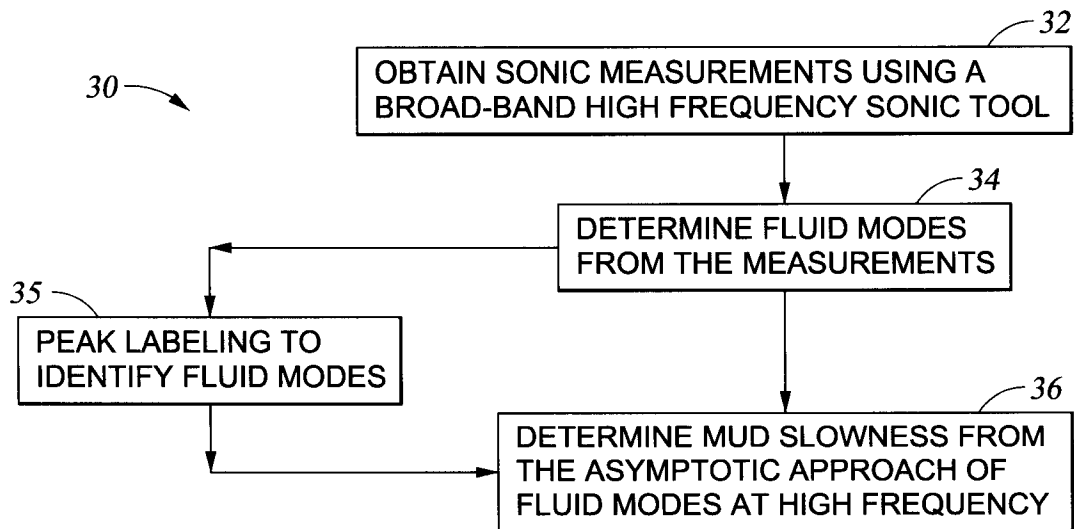 32
OBTAIN SONIC MEASUREMENTS USING A
BROAD-BAND HIGH FREQUENCY SONIC TOOL
30
34
DETERMINE FLUID MODES
FROM THE MEASUREMENTS
35
PEAK LABELING TO
IDENTIFY FLUID MODES
36
DETERMINE MUD SLOWNESS FROM
THE ASYMPTOTIC APPROACH OF
FLUID MODES AT HIGH FREQUENCY